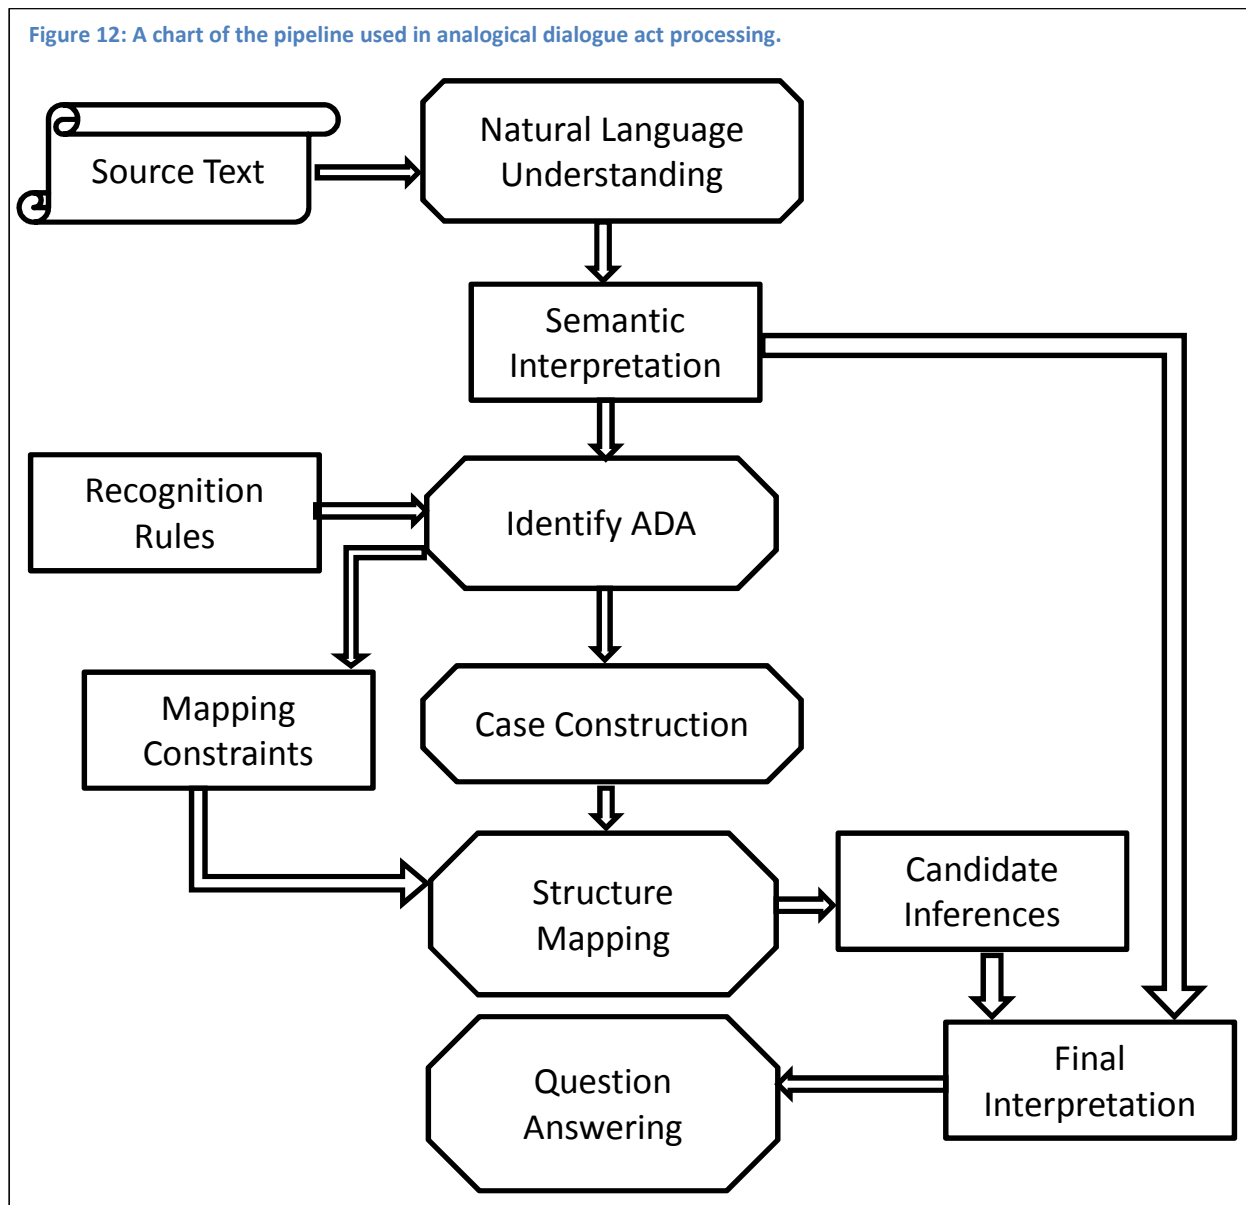 Figure 12: A chart of the pipeline used in analogical dialogue act processing.
Source Text
Natural Language
Understanding
Semantic
Interpretation
Recognition
Rules
Identify ADA
Mapping
Constraints
Case Construction
Structure
Mapping
Candidate
Inferences
Final
Interpretation
Question
Answering